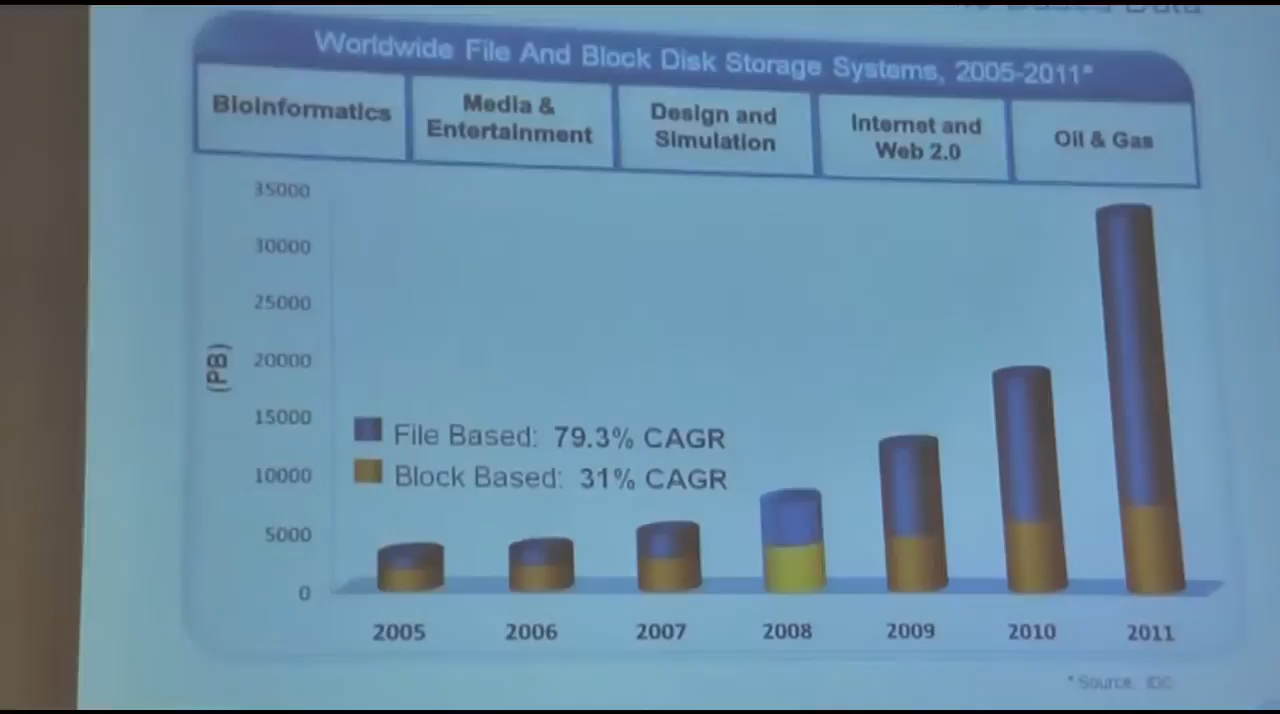 Based Data
Worldwide File And Block Disk Storage Systems, 2005-2011*
Bioinformatics
Media &
Entertainment
Design and
Simulation
Internet and
Web 2.0
Oil & Gas
35000
30000
25000
20000
15000
10000
5000
0
(PB)
File Based: 79.3% CAGR
Block Based: 31% CAGR
2005 2006 2007 2008 2009 2010 2011
* Source, IDC